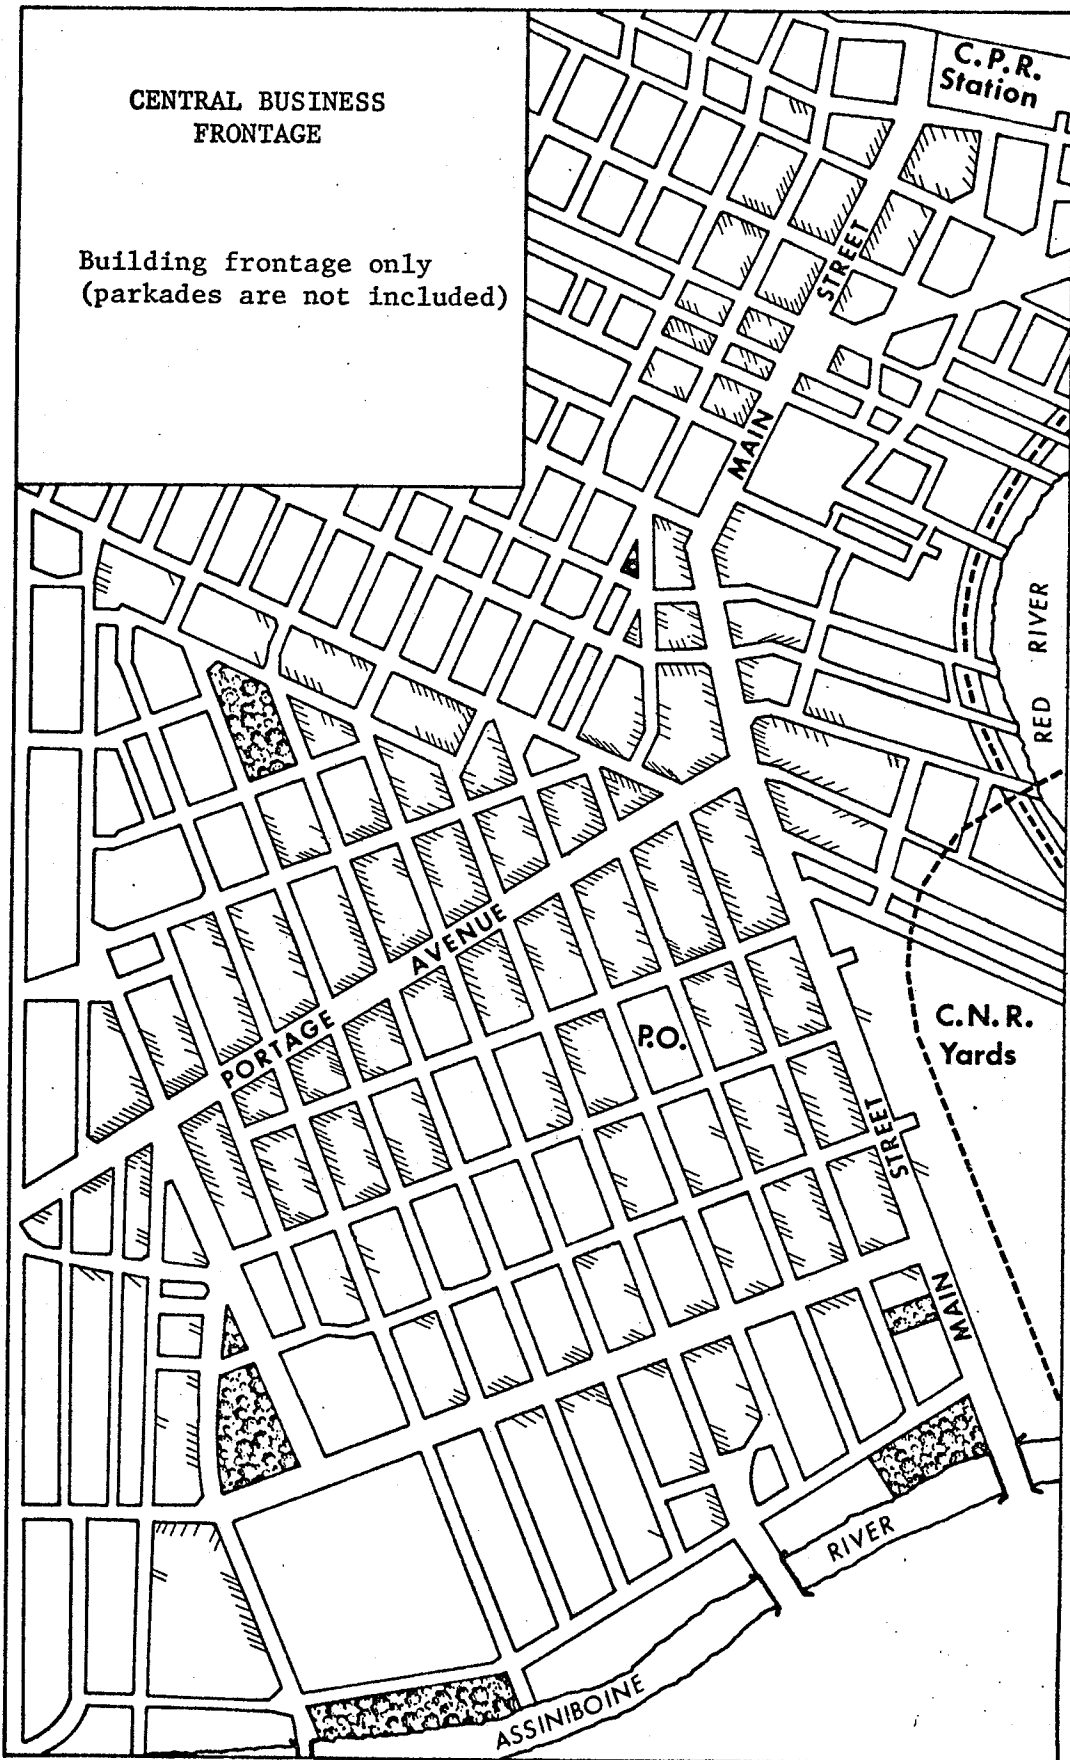 CENTRAL BUSINESS
FRONTAGE
Building frontage only
(parkades are not included)
C.P.R.
Station
STREET
MAIN
RED RIVER
AVENUE
PORTAGE
P.O.
C.N.R.
Yards
STREET
MAIN
RIVER
ASSINIBOINE